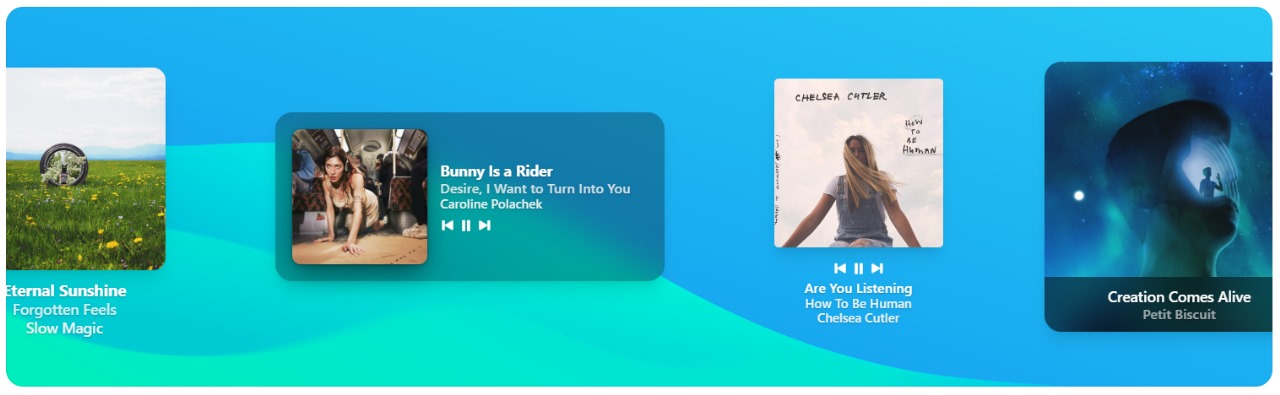 Eternal Sunshine
Forgotten Feels
Slow Magic
Bunny Is a Rider
Desire, I Want to Turn Into You
Caroline Polachek
CHELSEA CUTLER
HOW
TO
BE
HUMAN
Are You Listening
How To Be Human
Chelsea Cutler
Creation Comes Alive
Petit Biscuit